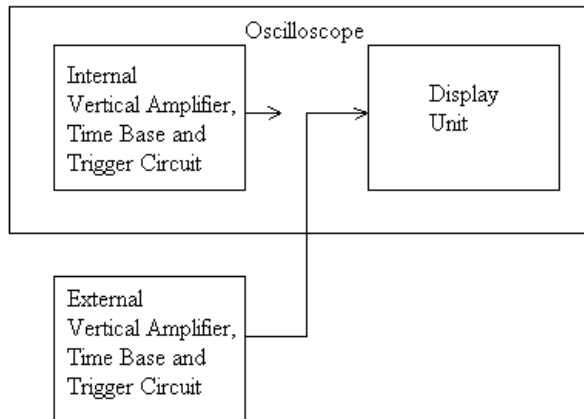 Oscilloscope
Internal
Vertical Amplifier,
Time Base and
Trigger Circuit
Display
Unit
External
Vertical Amplifier,
Time Base and
Trigger Circuit